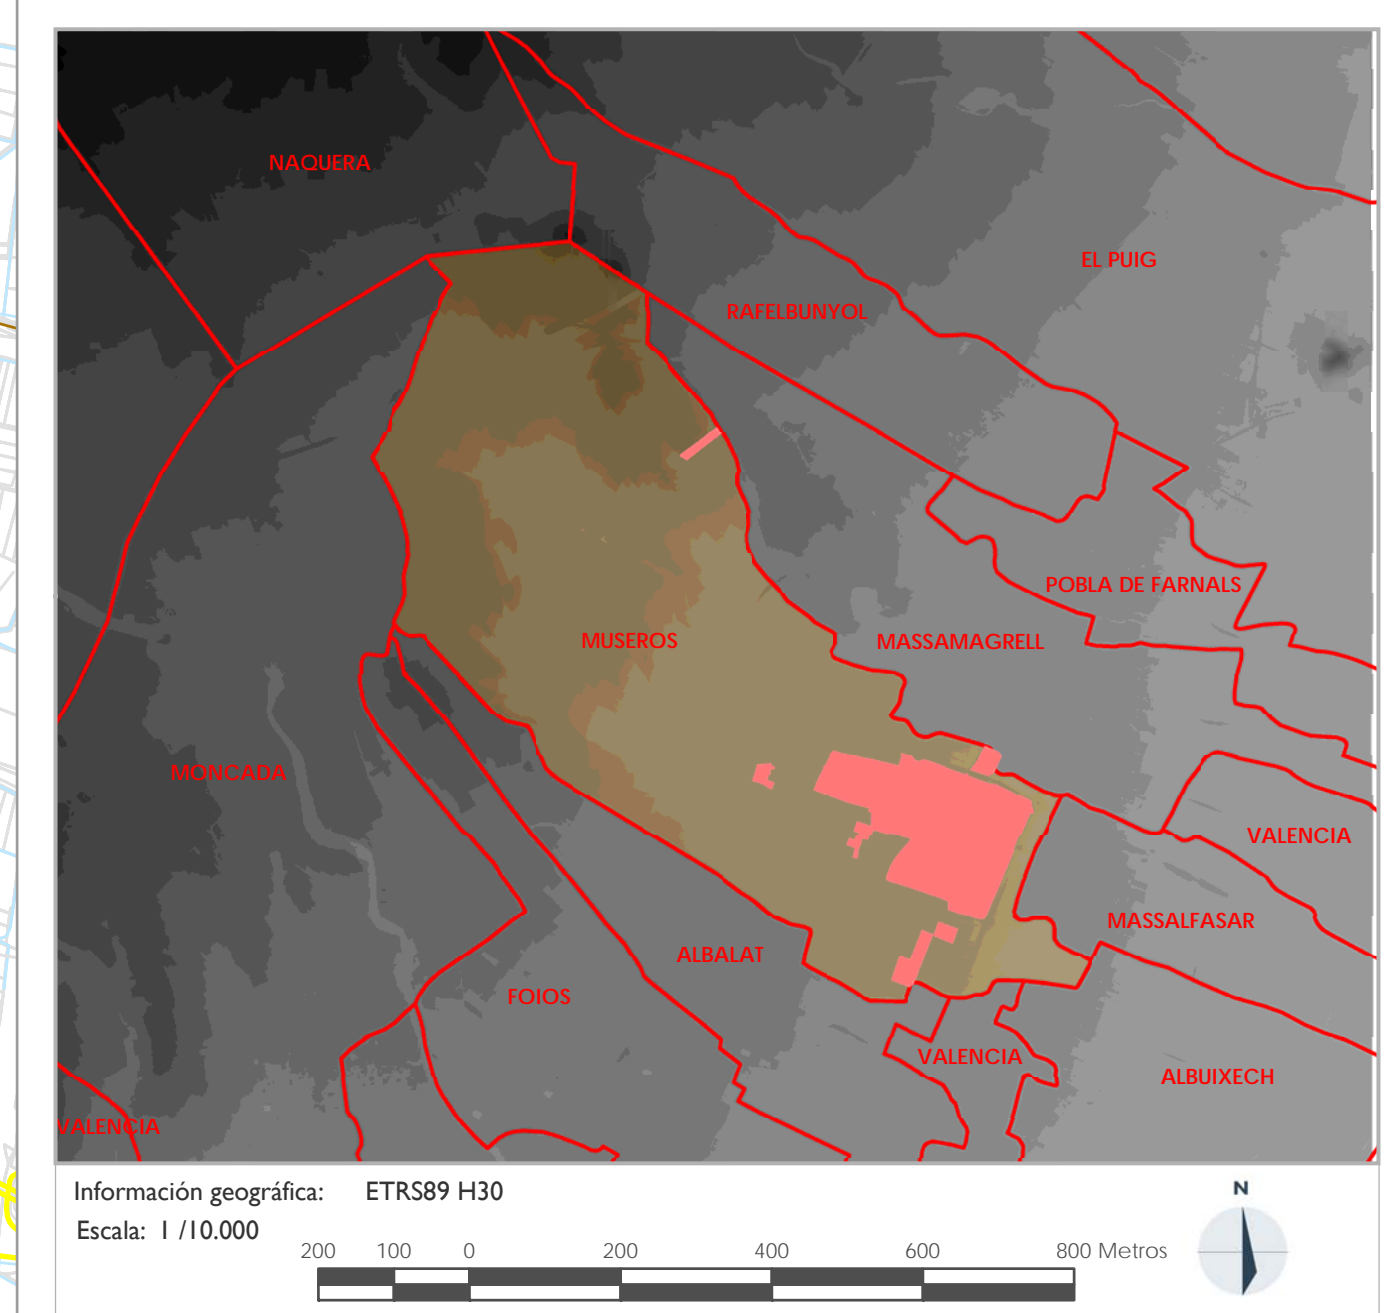 NAQUERA
EL PUIG
RAFELBUNYOL
POBLA DE FARNALS
MUSEROS
MASSAMAGRELL
MONCADA
VALENCIA
MASSALFASAR
ALBALAT
FOIOS
VALENCIA
ALBUIXECH
VALENCIA
Información geográfica: ETRS89 H30
Escala: 1 /10.000
N
200 100 0 200 400 600 800 Metros